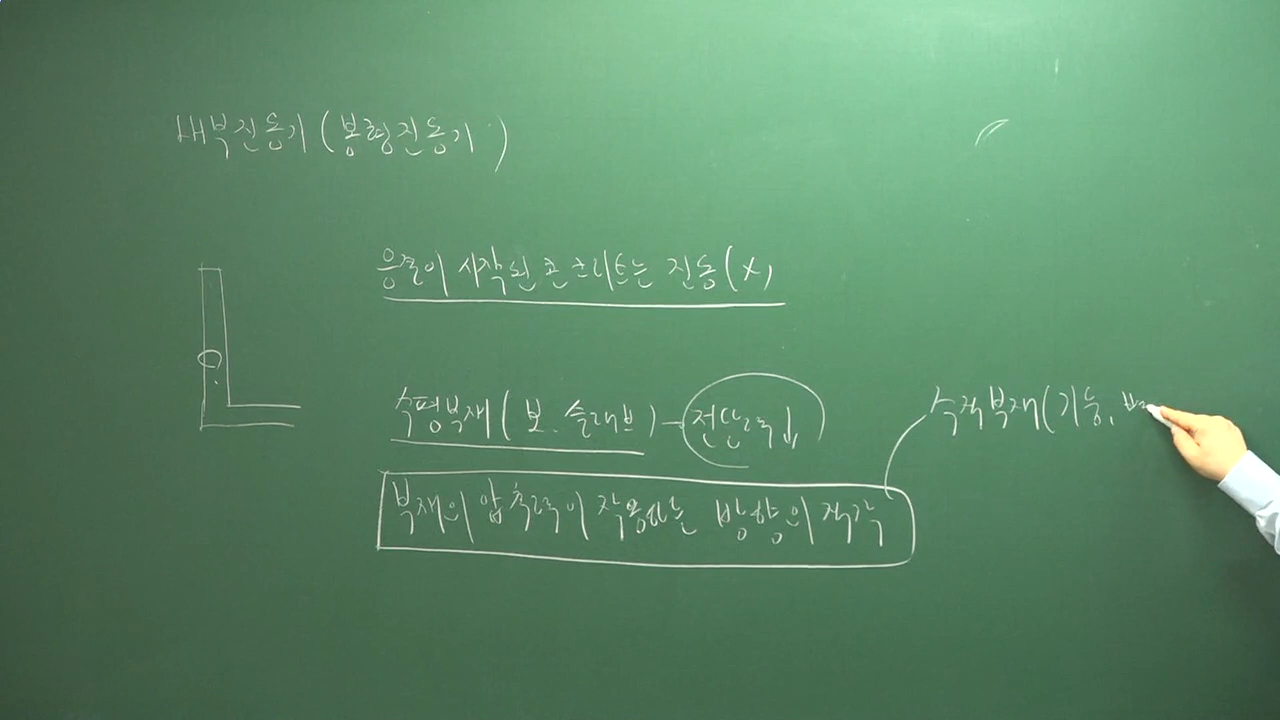 내부진동기(봉형진동기)
응결이 시작된 콘크리트는 진동(X)
수평부재(보, 슬래브) - 전단력↓
수직부재(기둥,
부재의 압축력이 작용하는 방향의 직각